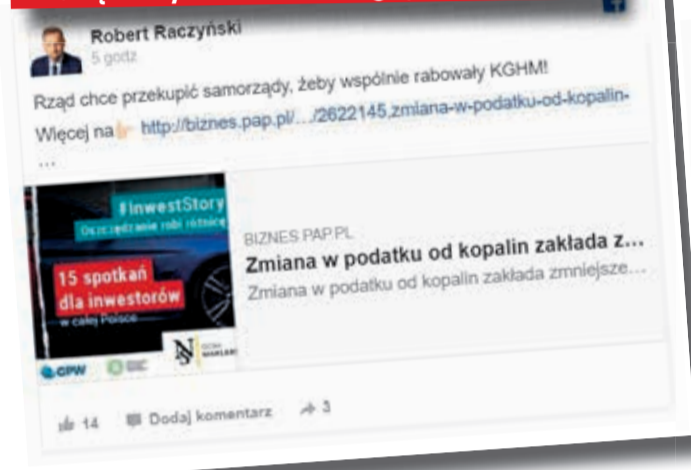 Robert Raczyński
5 godz
Rząd chce przekupić samorządy, żeby wspólnie rabowały KGHM!
Więcej na 👉 http://biznes.pap.pl/.../2622145,zmiana-w-podatku-od-kopalin-
...
#inwestStory
Oszczędzanie robi różnicę
15 spotkań
dla inwestorów
w całej Polsce
GPW
BIZNES.PAP.PL
Zmiana w podatku od kopalin zakłada z...
Zmiana w podatku od kopalin zakłada zmniejsze...
14 Dodaj komentarz 3